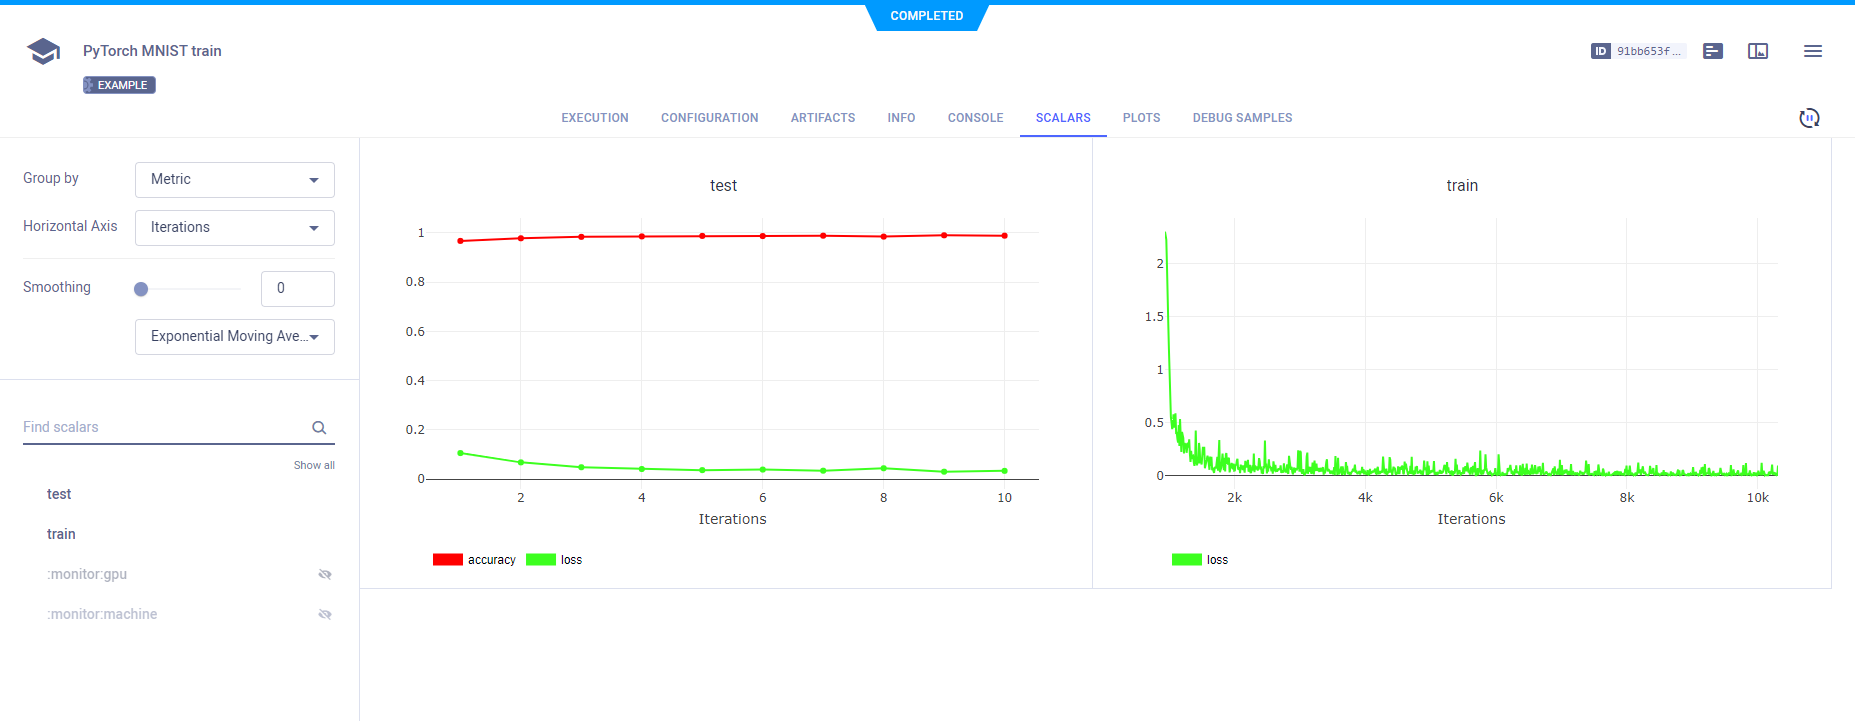 COMPLETED
PyTorch MNIST train
ID 91bb653f...
EXAMPLE
EXECUTION CONFIGURATION ARTIFACTS INFO CONSOLE SCALARS PLOTS DEBUG SAMPLES
Group by Metric
Horizontal Axis Iterations
Smoothing 0
Exponential Moving Ave...
Find scalars
Show all
test
train
:monitor:gpu
:monitor:machine
test
1
0.8
0.6
0.4
0.2
0
2 4 6 8 10
Iterations
accuracy loss
train
2
1.5
1
0.5
0
2k 4k 6k 8k 10k
Iterations
loss